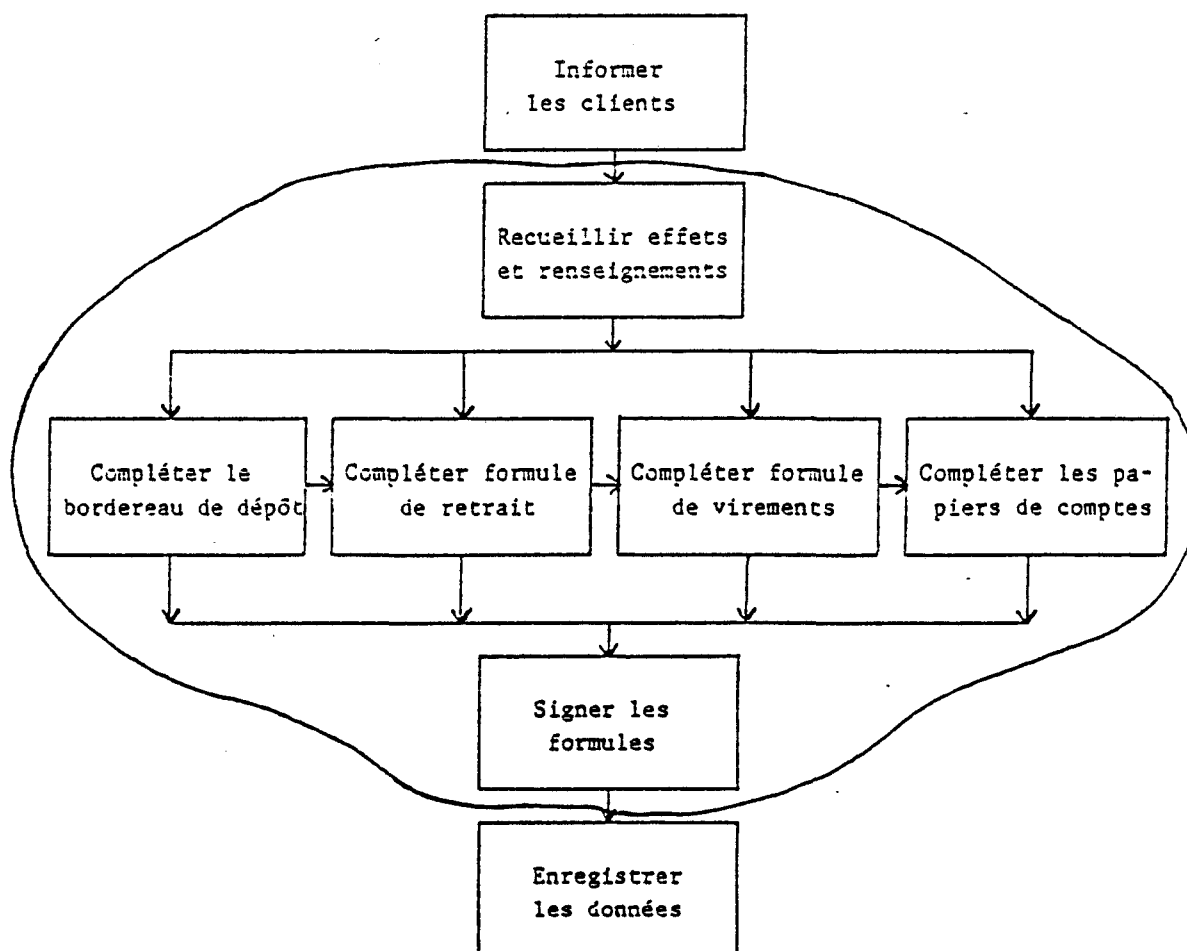 Informer
les clients
Recueillir effets
et renseignements
Compléter le
bordereau de dépôt
Compléter formule
de retrait
Compléter formule
de virements
Compléter les pa-
piers de comptes
Signer les
formules
Enregistrer
les données